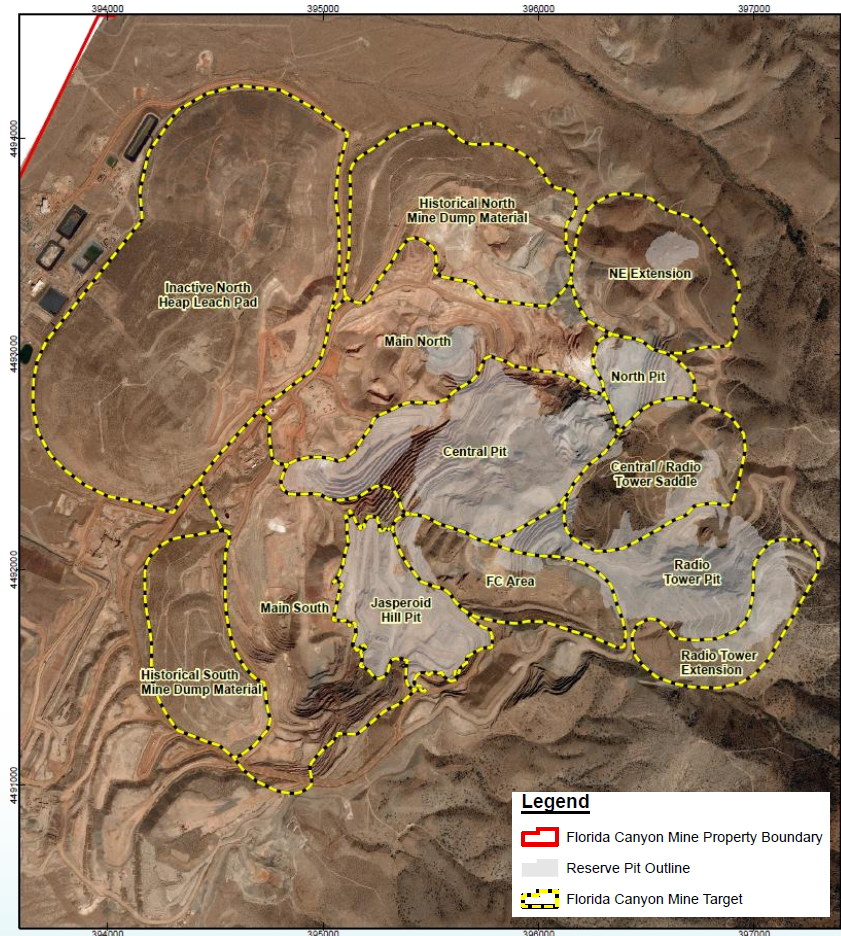 394000
395000
396000
397000
4494000
4493000
4492000
4491000
Historical North
Mine Dump Material
NE Extension
Inactive North
Heap Leach Pad
Main North
North Pit
Central Pit
Central / Radio
Tower Saddle
Radio
Tower Pit
FC Area
Main South
Jasperoid
Hill Pit
Radio Tower
Extension
Historical South
Mine Dump Material
Legend
Florida Canyon Mine Property Boundary
Reserve Pit Outline
Florida Canyon Mine Target
394000
395000
396000
397000